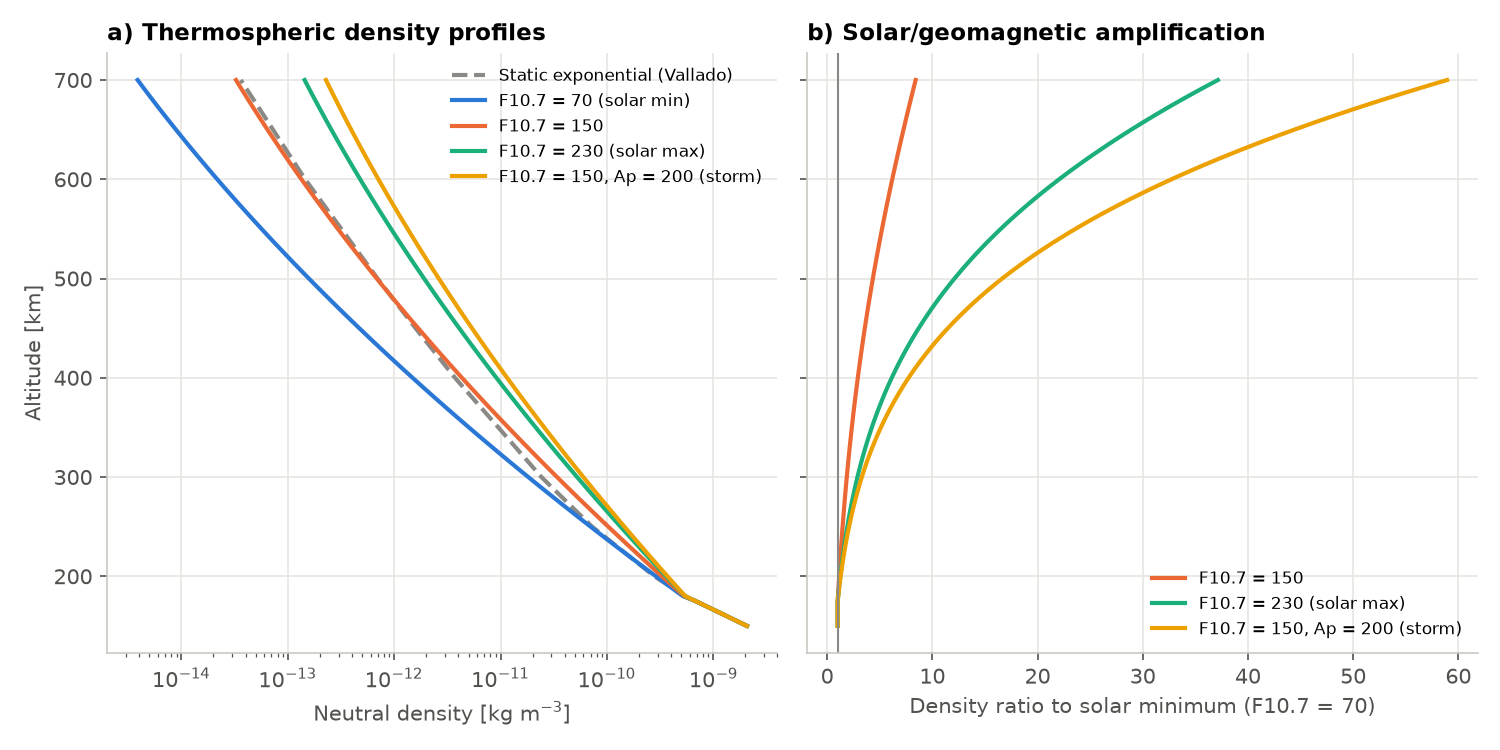 a) Thermospheric density profiles
Altitude [km]
700
600
500
400
300
200
Static exponential (Vallado)
F10.7 = 70 (solar min)
F10.7 = 150
F10.7 = 230 (solar max)
F10.7 = 150, Ap = 200 (storm)
10⁻¹⁴ 10⁻¹³ 10⁻¹² 10⁻¹¹ 10⁻¹⁰ 10⁻⁹
Neutral density [kg m⁻³]
b) Solar/geomagnetic amplification
F10.7 = 150
F10.7 = 230 (solar max)
F10.7 = 150, Ap = 200 (storm)
0 10 20 30 40 50 60
Density ratio to solar minimum (F10.7 = 70)